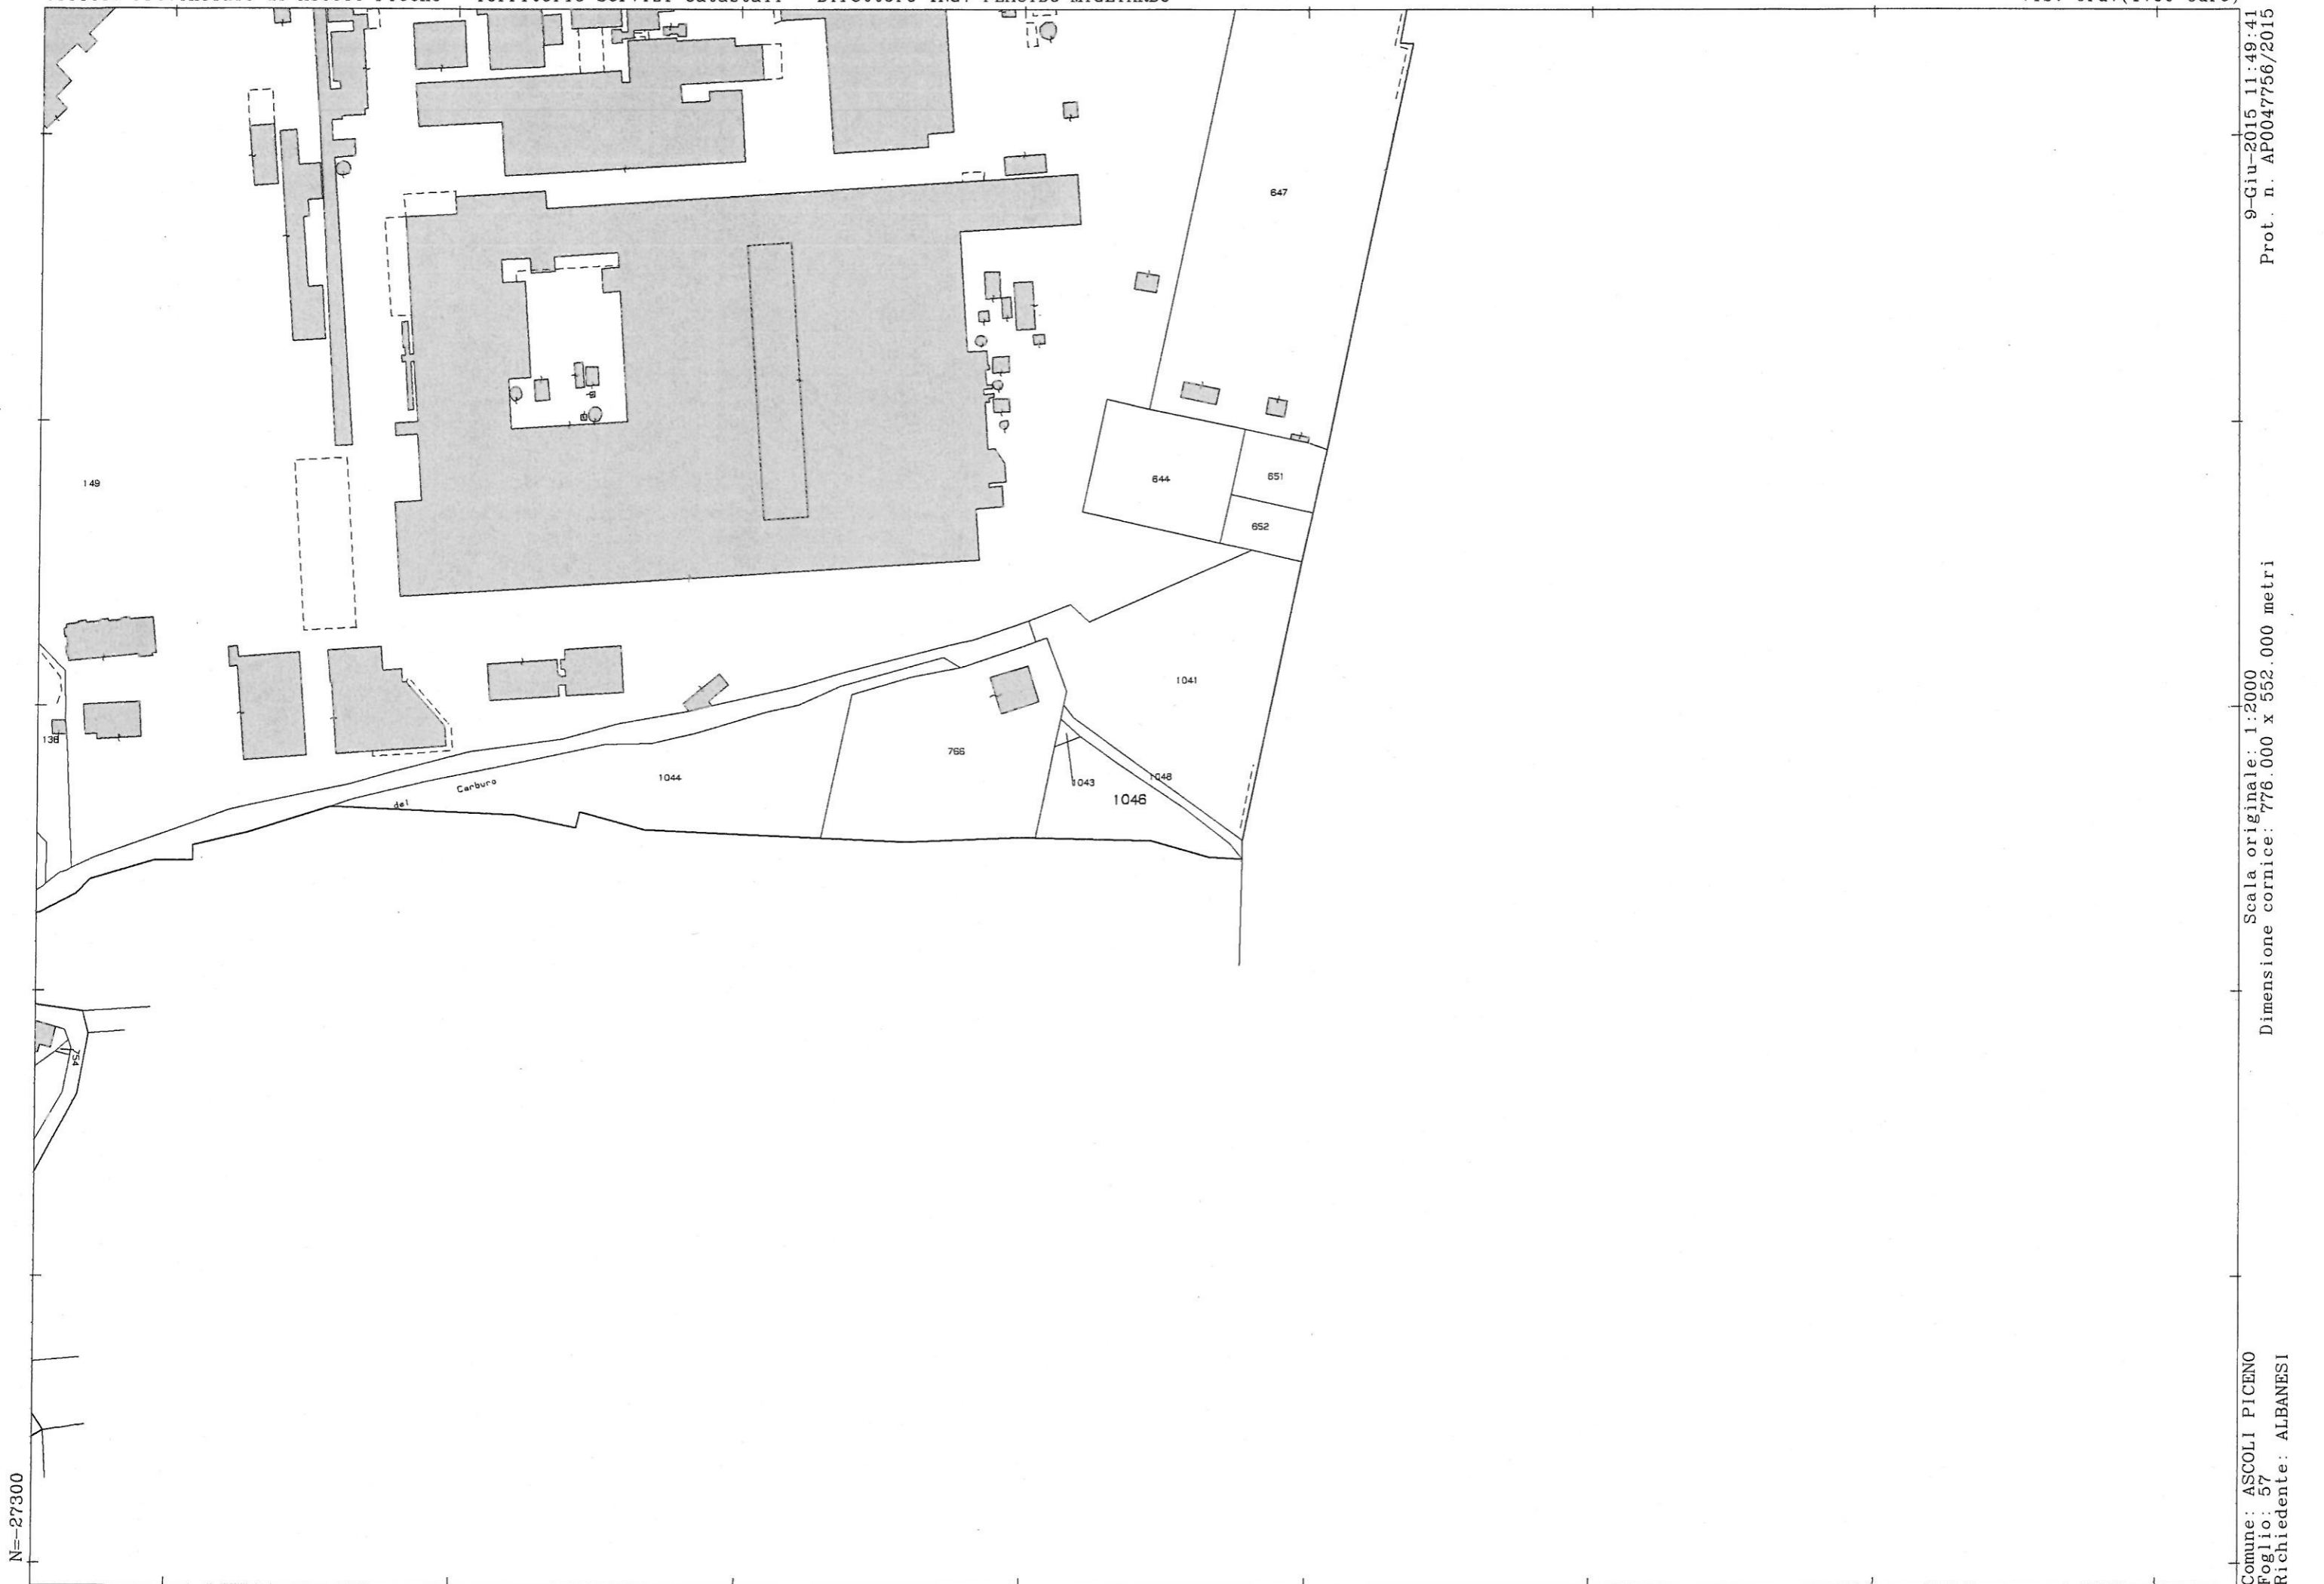 647
149
644
651
652
1041
138
766
1044
Carburo
del
1043
1048
1046
754
N=-27300
9-Giu-2015 11:49:41
Prot. n. AP0047756/2015
Scala originale: 1:2000
Dimensione cornice: 776.000 x 552.000 metri
Comune: ASCOLI PICENO
Foglio: 57
Richiedente: ALBANESI